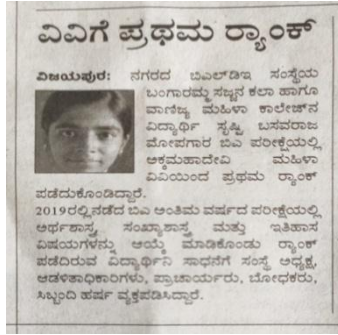 ವಿವಿಗೆ ಪ್ರಥಮ ರ‍್ಯಾಂಕ್
ವಿಜಯಪುರ: ನಗರದ ಬಿಎಲ್‌ಡಿಇ ಸಂಸ್ಥೆಯ
ಬಂಗಾರಮ್ಮ ಸಜ್ಜನ ಕಲಾ ಹಾಗೂ
ವಾಣಿಜ್ಯ ಮಹಿಳಾ ಕಾಲೇಜ್‌ನ
ವಿದ್ಯಾರ್ಥಿ ಸೃಷ್ಟಿ ಬಸವರಾಜ
ಮೋಪಗಾರ ಬಿಎ ಪರೀಕ್ಷೆಯಲ್ಲಿ
ಅಕ್ಕಮಹಾದೇವಿ ಮಹಿಳಾ
ವಿವಿಯಿಂದ ಪ್ರಥಮ ರ‍್ಯಾಂಕ್
ಪಡೆದುಕೊಂಡಿದ್ದಾರೆ.
2019ರಲ್ಲಿ ನಡೆದ ಬಿಎ ಅಂತಿಮ ವರ್ಷದ ಪರೀಕ್ಷೆಯಲ್ಲಿ
ಅರ್ಥಶಾಸ್ತ್ರ, ಸಂಖ್ಯಾಶಾಸ್ತ್ರ ಮತ್ತು ಇತಿಹಾಸ
ವಿಷಯಗಳನ್ನು ಆಯ್ಕೆ ಮಾಡಿಕೊಂಡು ರ‍್ಯಾಂಕ್
ಪಡೆದಿರುವ ವಿದ್ಯಾರ್ಥಿನಿ ಸಾಧನೆಗೆ ಸಂಸ್ಥೆ ಅಧ್ಯಕ್ಷ,
ಆಡಳಿತಾಧಿಕಾರಿಗಳು, ಪ್ರಾಚಾರ್ಯರು, ಬೋಧಕರು,
ಸಿಬ್ಬಂದಿ ಹರ್ಷ ವ್ಯಕ್ತಪಡಿಸಿದ್ದಾರೆ.